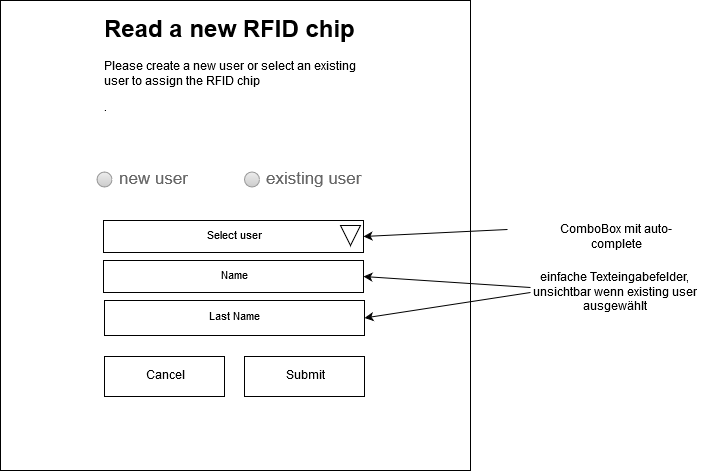 Read a new RFID chip
Please create a new user or select an existing
user to assign the RFID chip
.
new user
existing user
Select user
Name
Last Name
Cancel
Submit
ComboBox mit auto-
complete
einfache Texteingabefelder,
unsichtbar wenn existing user
ausgewählt